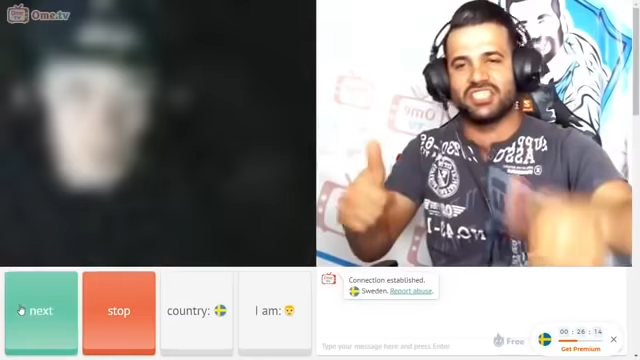 Ome.tv
Connection established.
Sweden. Report abuse.
next
stop
country:
I am:
Type your message here and press Enter
Free
00 : 26 : 14
Get Premium